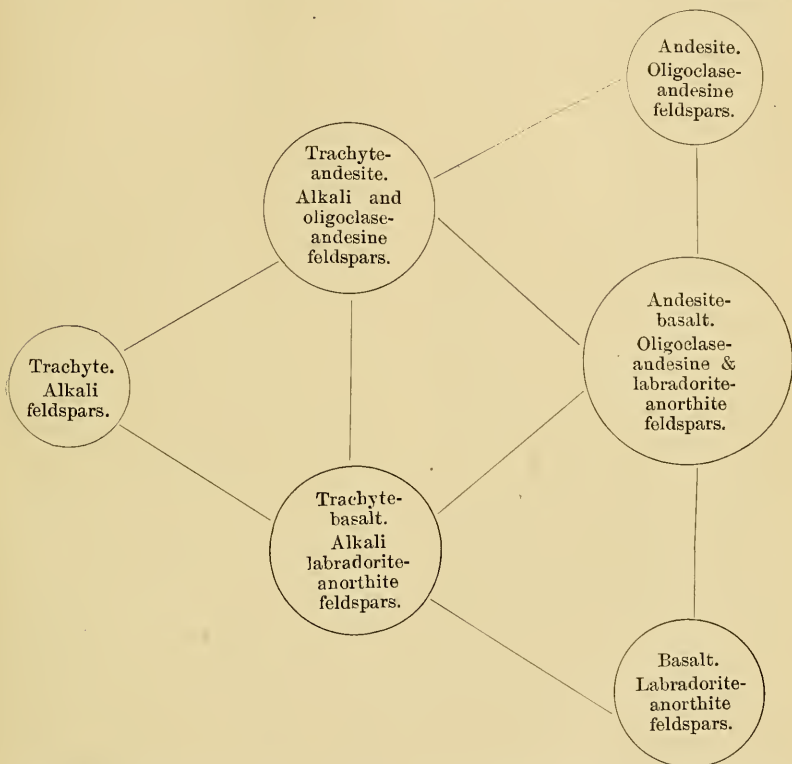 Andesite.
Oligoclase-
andesine
feldspars.
Trachyte-
andesite.
Alkali and
oligoclase-
andesine
feldspars.
Andesite-
basalt.
Oligoclase-
andesine &
labradorite-
anorthite
feldspars.
Trachyte.
Alkali
feldspars.
Trachyte-
basalt.
Alkali
labradorite-
anorthite
feldspars.
Basalt.
Labradorite-
anorthite
feldspars.